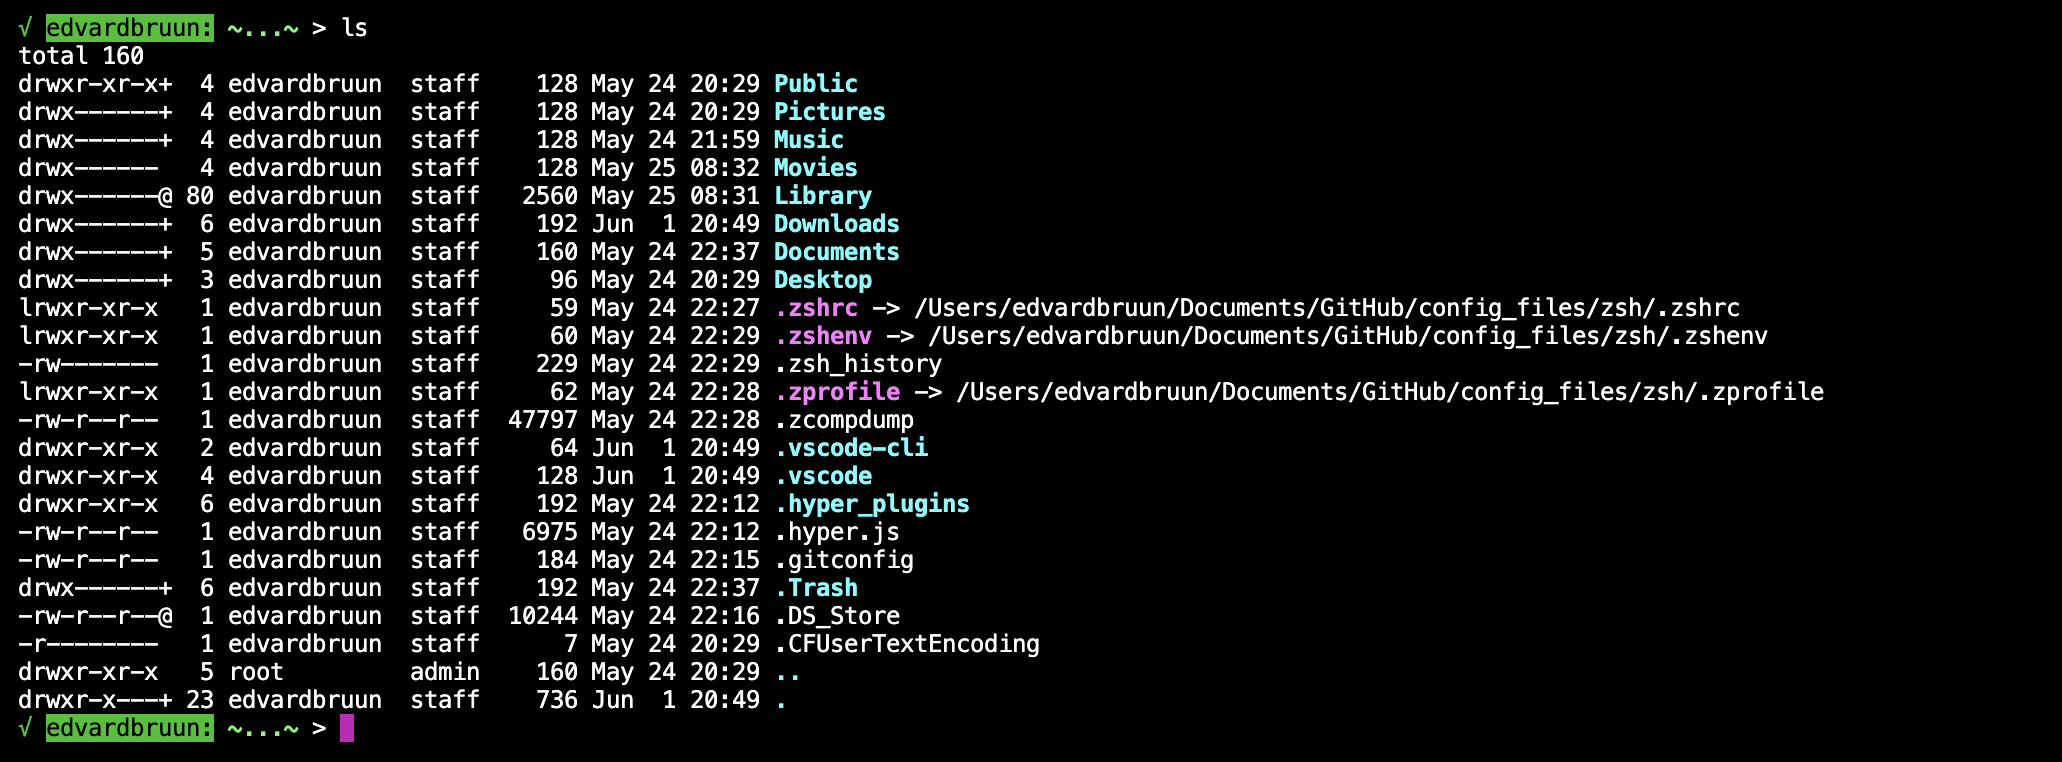 √ edvardbruun: ~...~ > ls
total 160
drwxr-xr-x+  4 edvardbruun  staff    128 May 24 20:29 Public
drwx------+  4 edvardbruun  staff    128 May 24 20:29 Pictures
drwx------+  4 edvardbruun  staff    128 May 24 21:59 Music
drwx------   4 edvardbruun  staff    128 May 25 08:32 Movies
drwx------@ 80 edvardbruun  staff   2560 May 25 08:31 Library
drwx------+  6 edvardbruun  staff    192 Jun  1 20:49 Downloads
drwx------+  5 edvardbruun  staff    160 May 24 22:37 Documents
drwx------+  3 edvardbruun  staff     96 May 24 20:29 Desktop
lrwxr-xr-x   1 edvardbruun  staff     59 May 24 22:27 .zshrc -> /Users/edvardbruun/Documents/GitHub/config_files/zsh/.zshrc
lrwxr-xr-x   1 edvardbruun  staff     60 May 24 22:29 .zshenv -> /Users/edvardbruun/Documents/GitHub/config_files/zsh/.zshenv
-rw-------   1 edvardbruun  staff    229 May 24 22:29 .zsh_history
lrwxr-xr-x   1 edvardbruun  staff     62 May 24 22:28 .zprofile -> /Users/edvardbruun/Documents/GitHub/config_files/zsh/.zprofile
-rw-r--r--   1 edvardbruun  staff  47797 May 24 22:28 .zcompdump
drwxr-xr-x   2 edvardbruun  staff     64 Jun  1 20:49 .vscode-cli
drwxr-xr-x   4 edvardbruun  staff    128 Jun  1 20:49 .vscode
drwxr-xr-x   6 edvardbruun  staff    192 May 24 22:12 .hyper_plugins
-rw-r--r--   1 edvardbruun  staff   6975 May 24 22:12 .hyper.js
-rw-r--r--   1 edvardbruun  staff    184 May 24 22:15 .gitconfig
drwx------+  6 edvardbruun  staff    192 May 24 22:37 .Trash
-rw-r--r--@  1 edvardbruun  staff  10244 May 24 22:16 .DS_Store
-r--------   1 edvardbruun  staff      7 May 24 20:29 .CFUserTextEncoding
drwxr-xr-x   5 root         admin    160 May 24 20:29 ..
drwxr-x---+ 23 edvardbruun  staff    736 Jun  1 20:49 .
√ edvardbruun: ~...~ >